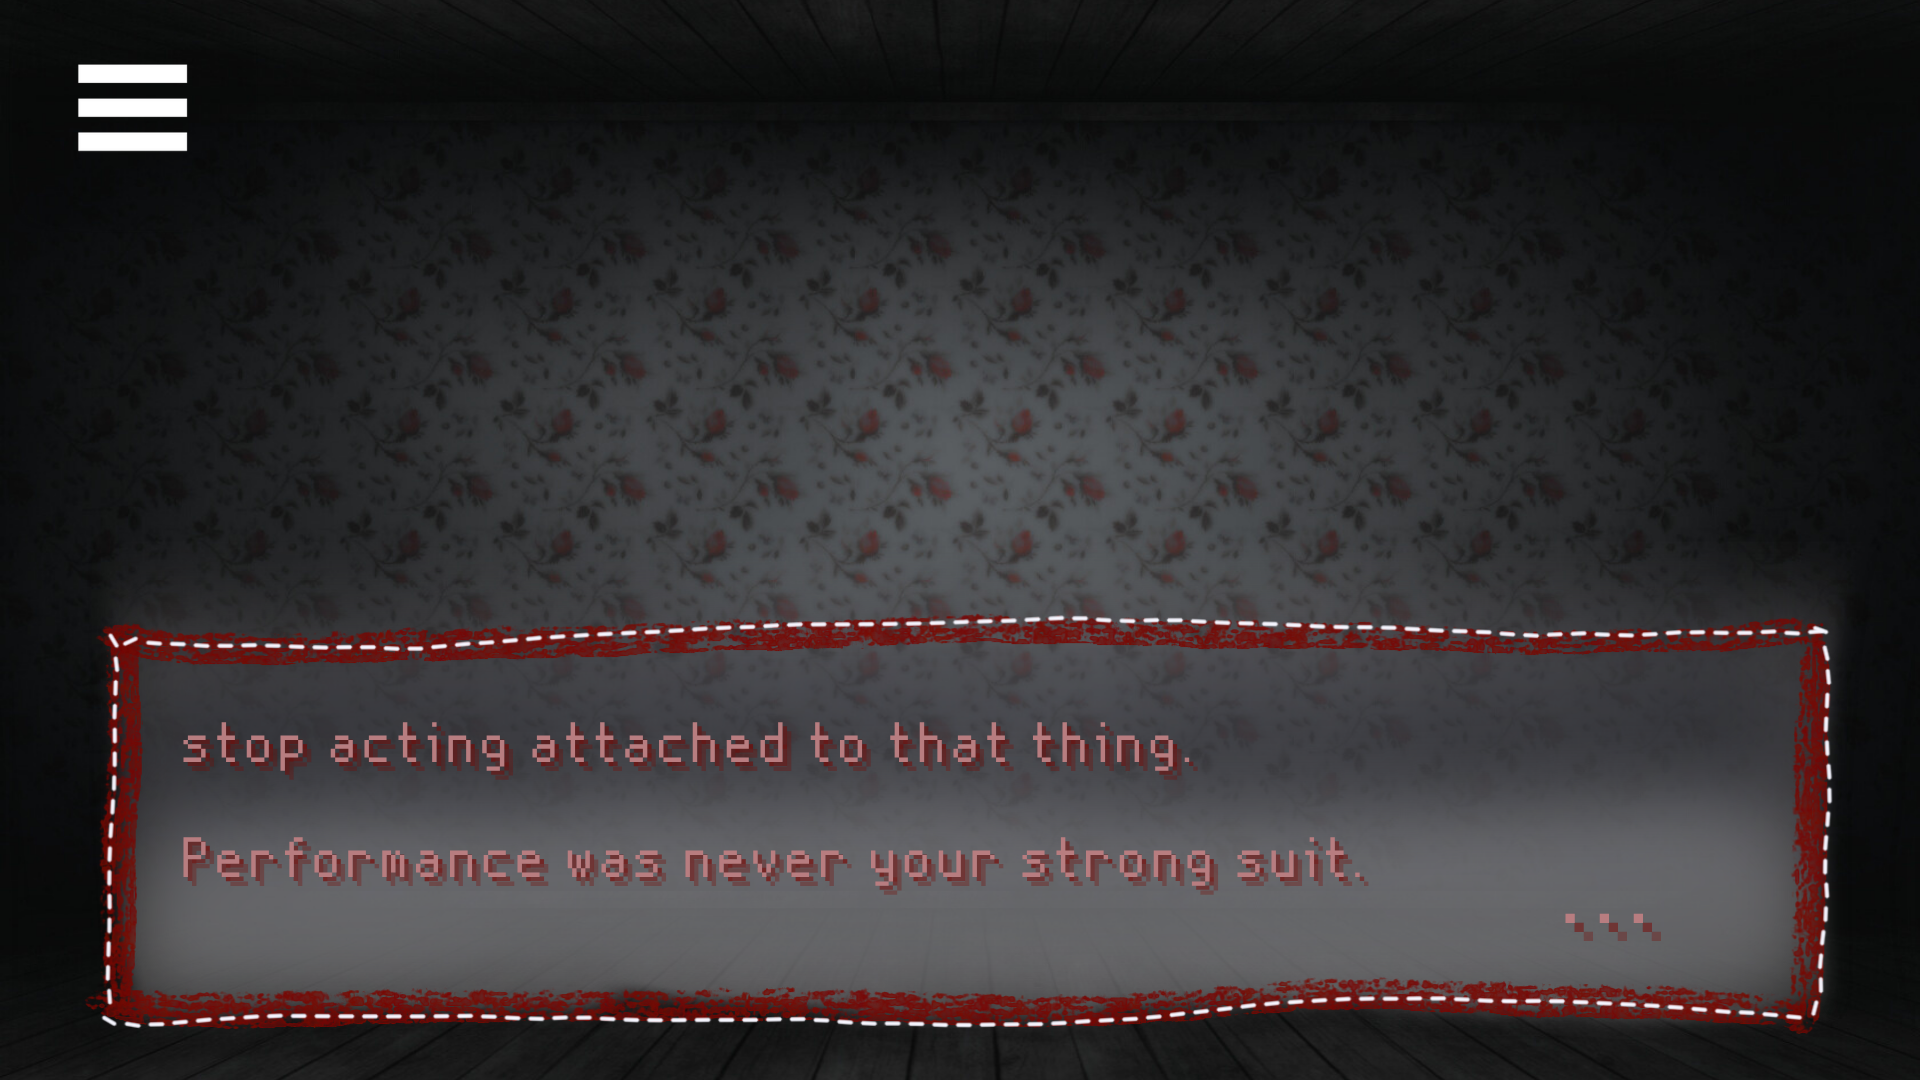 stop acting attached to that thing.
Performance was never your strong suit.
...